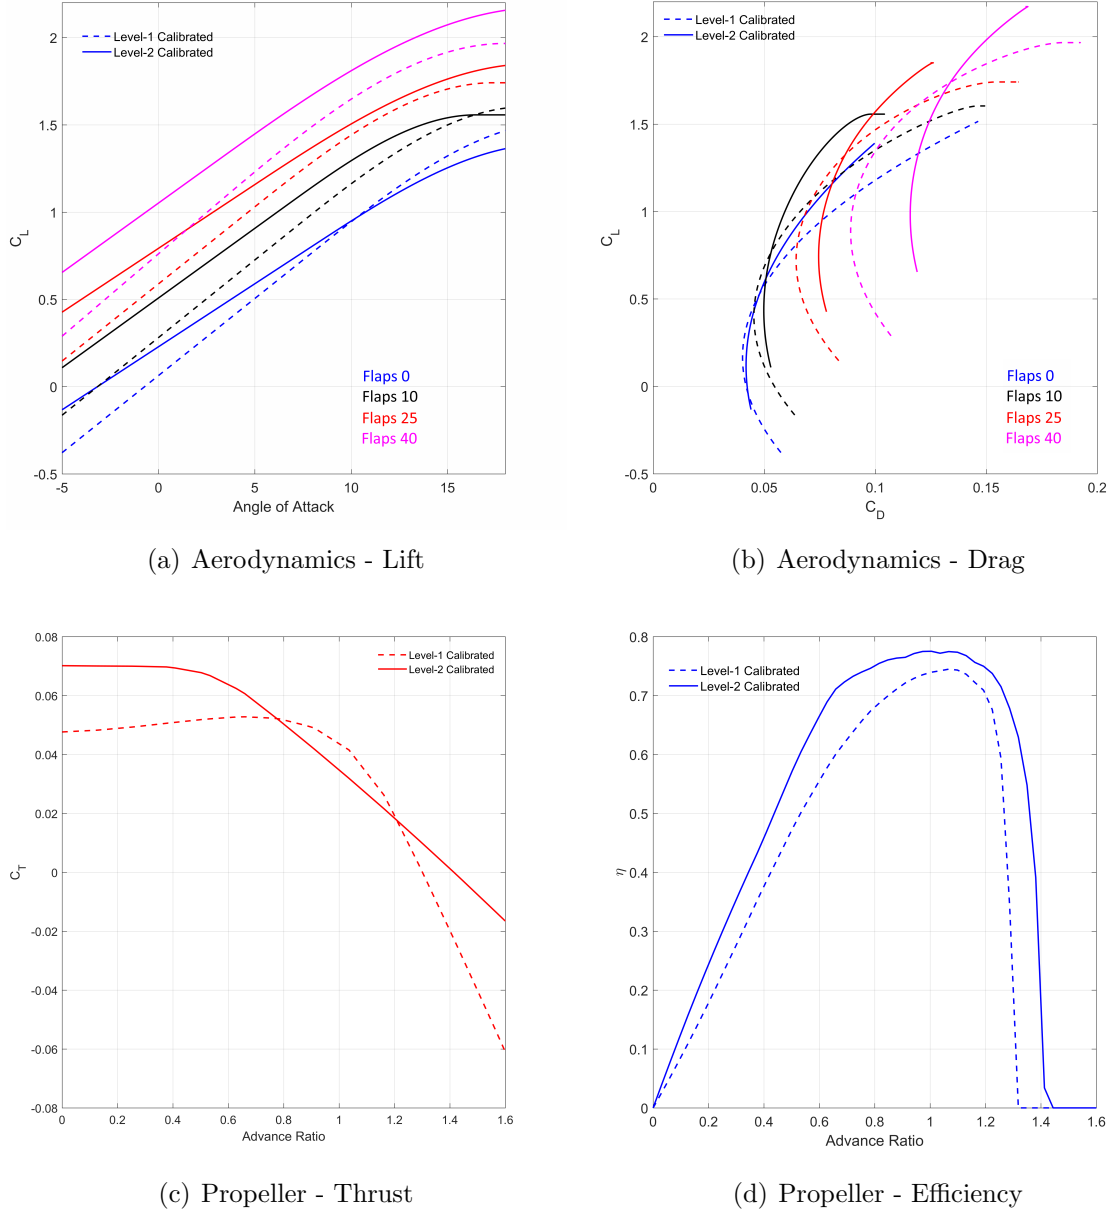 2
1.5
1
0.5
0
-0.5
C_L
Level-1 Calibrated
Level-2 Calibrated
Flaps 0
Flaps 10
Flaps 25
Flaps 40
-5 0 5 10 15
Angle of Attack
(a) Aerodynamics - Lift
2
1.5
1
0.5
0
-0.5
C_L
Level-1 Calibrated
Level-2 Calibrated
Flaps 0
Flaps 10
Flaps 25
Flaps 40
0 0.05 0.1 0.15 0.2
C_D
(b) Aerodynamics - Drag
0.08
0.06
0.04
0.02
0
-0.02
-0.04
-0.06
-0.08
C_T
Level-1 Calibrated
Level-2 Calibrated
0 0.2 0.4 0.6 0.8 1 1.2 1.4 1.6
Advance Ratio
(c) Propeller - Thrust
0.8
0.7
0.6
0.5
0.4
0.3
0.2
0.1
0
η
Level-1 Calibrated
Level-2 Calibrated
0 0.2 0.4 0.6 0.8 1 1.2 1.4 1.6
Advance Ratio
(d) Propeller - Efficiency